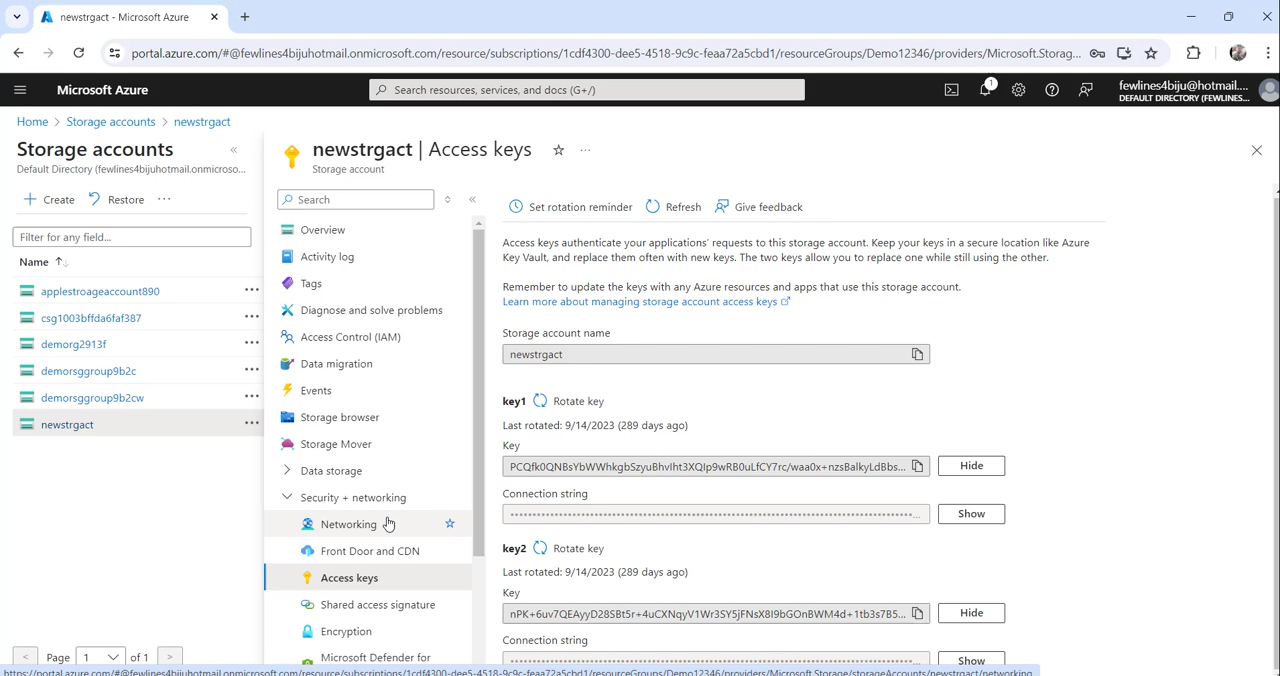 newstrgact - Microsoft Azure
portal.azure.com/#@fewlines4bijuhotmail.onmicrosoft.com/resource/subscriptions/1cdf4300-dee5-4518-9c9c-feaa72a5cbd1/resourceGroups/Demo12346/providers/Microsoft.Storag...
Microsoft Azure
Search resources, services, and docs (G+/)
1
fewlines4biju@hotmail....
DEFAULT DIRECTORY (FEWLINES...
Home > Storage accounts > newstrgact
Storage accounts
Default Directory (fewlines4bijuhotmail.onmicroso...
Create
Restore
Filter for any field...
Name
applestroageaccount890
csg1003bffda6faf387
demorg2913f
demorsggroup9b2c
demorsggroup9b2cw
newstrgact
Page 1 of 1
newstrgact | Access keys
Storage account
Search
Overview
Activity log
Tags
Diagnose and solve problems
Access Control (IAM)
Data migration
Events
Storage browser
Storage Mover
Data storage
Security + networking
Networking
Front Door and CDN
Access keys
Shared access signature
Encryption
Microsoft Defender for
Set rotation reminder
Refresh
Give feedback
Access keys authenticate your applications' requests to this storage account. Keep your keys in a secure location like Azure
Key Vault, and replace them often with new keys. The two keys allow you to replace one while still using the other.
Remember to update the keys with any Azure resources and apps that use this storage account.
Learn more about managing storage account access keys
Storage account name
newstrgact
key1
Rotate key
Last rotated: 9/14/2023 (289 days ago)
Key
Hide
Connection string
Show
key2
Rotate key
Last rotated: 9/14/2023 (289 days ago)
Key
Hide
Connection string
Show
https://portal.azure.com/#@fewlines4bijuhotmail.onmicrosoft.com/resource/subscriptions/1cdf4300-dee5-4518-9c9c-feaa72a5cbd1/resourceGroups/Demo12346/providers/Microsoft.Storage/storageAccounts/newstrgact/networking